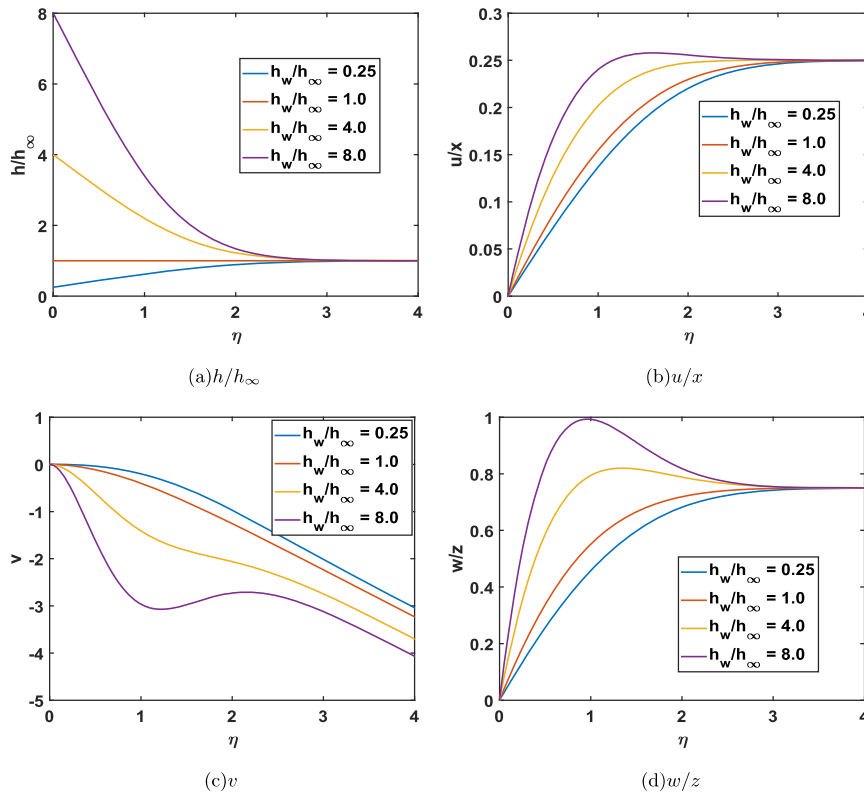 8
6
4
2
0
h/h∞
h_w/h∞ = 0.25
h_w/h∞ = 1.0
h_w/h∞ = 4.0
h_w/h∞ = 8.0
0 1 2 3 4
η
(a)h/h∞
0.3
0.25
0.2
0.15
0.1
0.05
0
u/x
h_w/h∞ = 0.25
h_w/h∞ = 1.0
h_w/h∞ = 4.0
h_w/h∞ = 8.0
0 1 2 3 4
η
(b)u/x
1
0
-1
-2
-3
-4
-5
v
h_w/h∞ = 0.25
h_w/h∞ = 1.0
h_w/h∞ = 4.0
h_w/h∞ = 8.0
0 1 2 3 4
η
(c)v
1
0.8
0.6
0.4
0.2
0
w/z
h_w/h∞ = 0.25
h_w/h∞ = 1.0
h_w/h∞ = 4.0
h_w/h∞ = 8.0
0 1 2 3 4
η
(d)w/z